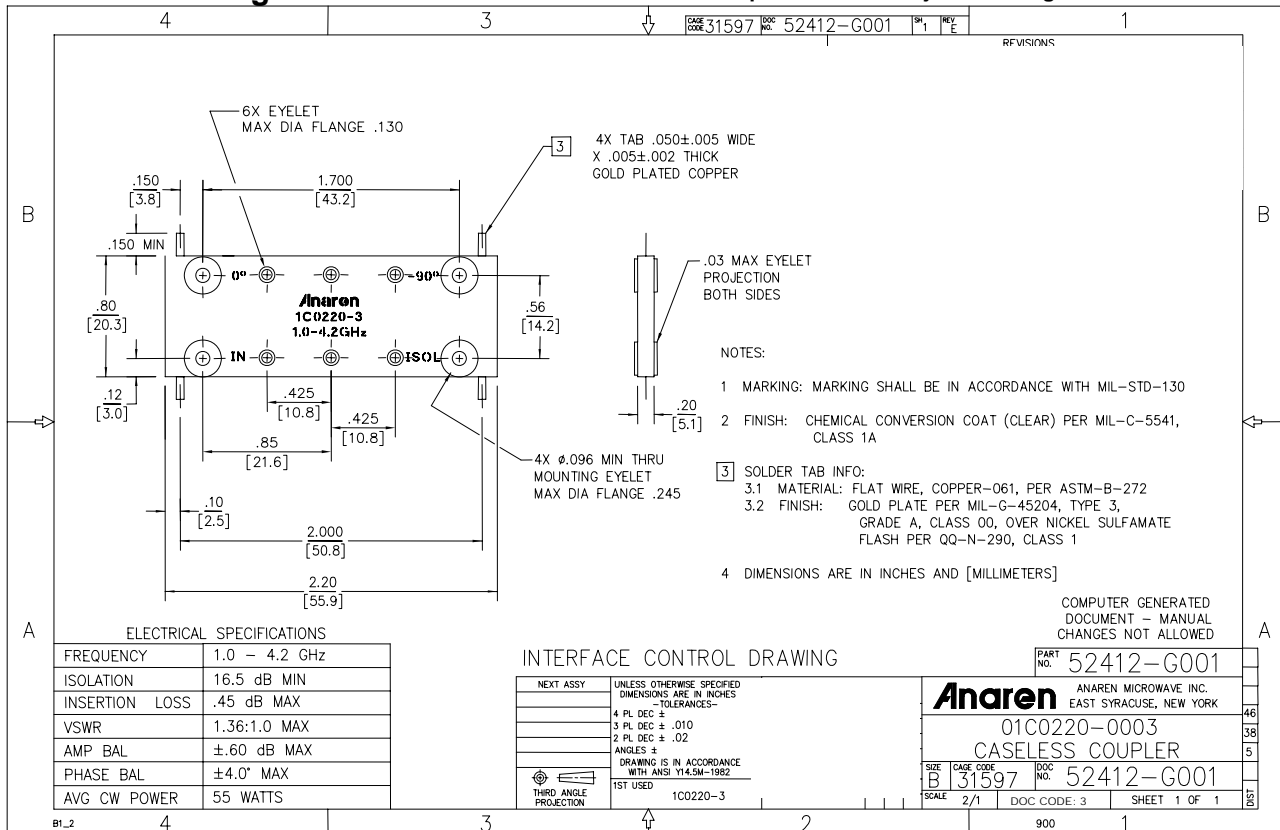 4
3
CAGE CODE 31597 DOC NO. 52412-G001 SH 1 REV E
1
REVISIONS
6X EYELET
MAX DIA FLANGE .130
3
4X TAB .050±.005 WIDE
X .005±.002 THICK
GOLD PLATED COPPER
.150
[3.8]
1.700
[43.2]
B
B
.150 MIN
0°
-90°
.03 MAX EYELET
PROJECTION
BOTH SIDES
Anaren
1C0220-3
1.0-4.2GHz
.80
[20.3]
.56
[14.2]
IN
ISOL
NOTES:
1 MARKING: MARKING SHALL BE IN ACCORDANCE WITH MIL-STD-130
.12
[3.0]
.425
[10.8]
.425
[10.8]
.20
[5.1]
2 FINISH: CHEMICAL CONVERSION COAT (CLEAR) PER MIL-C-5541,
CLASS 1A
.85
[21.6]
4X ø.096 MIN THRU
MOUNTING EYELET
MAX DIA FLANGE .245
3 SOLDER TAB INFO:
3.1 MATERIAL: FLAT WIRE, COPPER-061, PER ASTM-B-272
3.2 FINISH: GOLD PLATE PER MIL-G-45204, TYPE 3,
GRADE A, CLASS 00, OVER NICKEL SULFAMATE
FLASH PER QQ-N-290, CLASS 1
.10
[2.5]
2.000
[50.8]
4 DIMENSIONS ARE IN INCHES AND [MILLIMETERS]
2.20
[55.9]
COMPUTER GENERATED
DOCUMENT - MANUAL
CHANGES NOT ALLOWED
A
A
ELECTRICAL SPECIFICATIONS
FREQUENCY 1.0 - 4.2 GHz
ISOLATION 16.5 dB MIN
INSERTION LOSS .45 dB MAX
VSWR 1.36:1.0 MAX
AMP BAL ±.60 dB MAX
PHASE BAL ±4.0° MAX
AVG CW POWER 55 WATTS
INTERFACE CONTROL DRAWING
PART NO. 52412-G001
NEXT ASSY
UNLESS OTHERWISE SPECIFIED
DIMENSIONS ARE IN INCHES
-TOLERANCES-
4 PL DEC ±
3 PL DEC ± .010
2 PL DEC ± .02
ANGLES ±
DRAWING IS IN ACCORDANCE
WITH ANSI Y14.5M-1982
THIRD ANGLE
PROJECTION
1ST USED
1C0220-3
Anaren
ANAREN MICROWAVE INC.
EAST SYRACUSE, NEW YORK
01C0220-0003
CASELESS COUPLER
SIZE B CAGE CODE 31597 DOC NO. 52412-G001
SCALE 2/1 DOC CODE: 3 SHEET 1 OF 1
46
38
5
DIST
B1_2
4
3
2
900
1